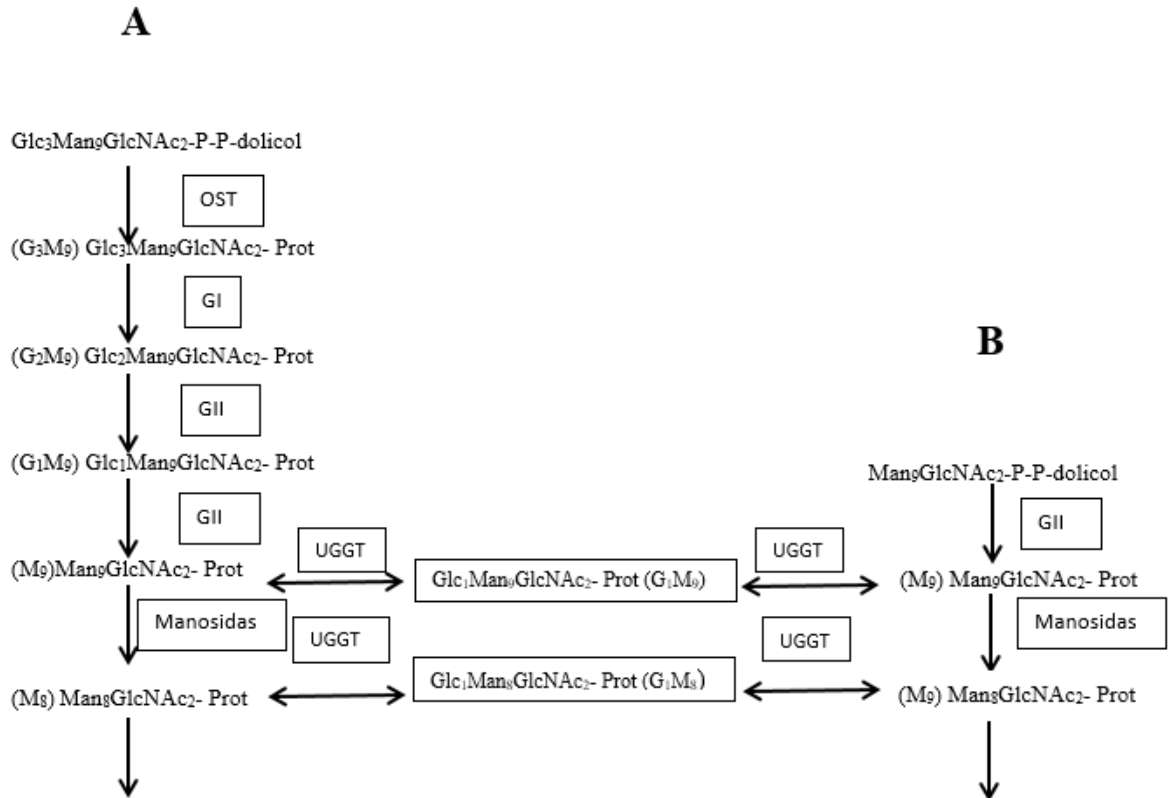 A
Glc₃Man₉GlcNAc₂-P-P-dolicol
OST
(G₃M₉) Glc₃Man₉GlcNAc₂- Prot
GI
(G₂M₉) Glc₂Man₉GlcNAc₂- Prot
GII
(G₁M₉) Glc₁Man₉GlcNAc₂- Prot
GII
(M₉)Man₉GlcNAc₂- Prot
Manosidas
(M₈) Man₈GlcNAc₂- Prot
UGGT
Glc₁Man₉GlcNAc₂- Prot (G₁M₉)
UGGT
UGGT
Glc₁Man₈GlcNAc₂- Prot (G₁M₈)
UGGT
B
Man₉GlcNAc₂-P-P-dolicol
GII
(M₉) Man₉GlcNAc₂- Prot
Manosidas
(M₉) Man₈GlcNAc₂- Prot